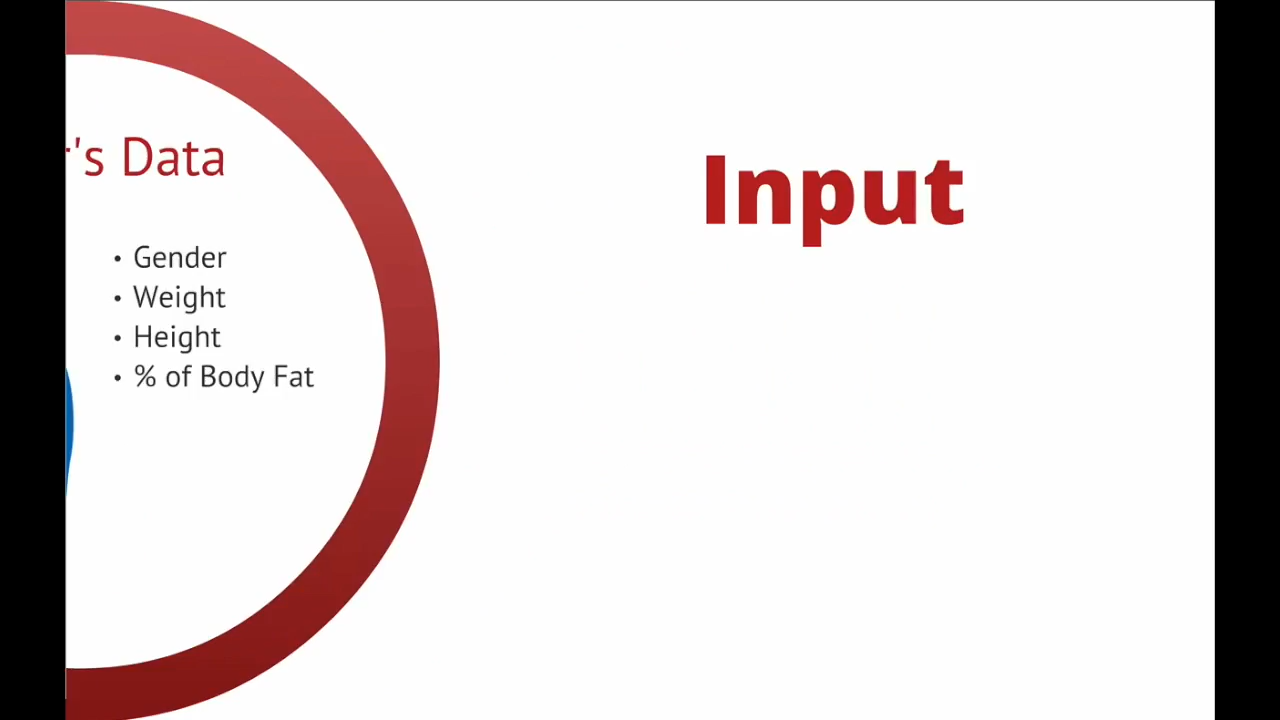 r's Data
Input
• Gender
• Weight
• Height
• % of Body Fat